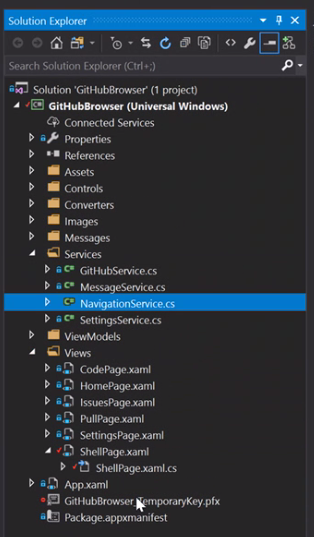 Solution Explorer
Search Solution Explorer (Ctrl+;)
Solution 'GitHubBrowser' (1 project)
GitHubBrowser (Universal Windows)
Connected Services
Properties
References
Assets
Controls
Converters
Images
Messages
Services
GitHubService.cs
MessageService.cs
NavigationService.cs
SettingsService.cs
ViewModels
Views
CodePage.xaml
HomePage.xaml
IssuesPage.xaml
PullPage.xaml
SettingsPage.xaml
ShellPage.xaml
ShellPage.xaml.cs
App.xaml
GitHubBrowser_TemporaryKey.pfx
Package.appxmanifest